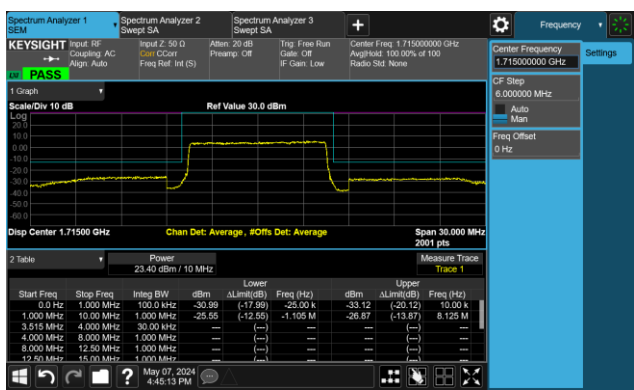 Spectrum Analyzer 1
SEM
Spectrum Analyzer 2
Swept SA
Spectrum Analyzer 3
Swept SA
+
Frequency
KEYSIGHT
Input: RF
Coupling: AC
Align: Auto
Input Z: 50 Ω
Corr CCorr
Freq Ref: Int (S)
Atten: 20 dB
Preamp: Off
Trig: Free Run
Gate: Off
IF Gain: Low
Center Freq: 1.715000000 GHz
Avg|Hold: 100.00% of 100
Radio Std: None
LXI
PASS
Center Frequency
1.715000000 GHz
Settings
CF Step
6.000000 MHz
Auto
Man
Freq Offset
0 Hz
1 Graph
Scale/Div 10 dB
Ref Value 30.0 dBm
Log
20.0
10.0
0.00
-10.0
-20.0
-30.0
-40.0
-50.0
-60.0
Disp Center 1.71500 GHz
Chan Det: Average, #Offs Det: Average
Span 30.000 MHz
2001 pts
2 Table
Power
23.40 dBm / 10 MHz
Measure Trace
Trace 1
Lower Upper
Start Freq Stop Freq Integ BW dBm ΔLimit(dB) Freq (Hz) dBm ΔLimit(dB) Freq (Hz)
0.0 Hz 1.000 MHz 100.0 kHz -30.99 (-17.99) -25.00 k -33.12 (-20.12) 10.00 k
1.000 MHz 10.00 MHz 1.000 MHz -25.55 (-12.55) -1.105 M -26.87 (-13.87) 8.125 M
3.515 MHz 4.000 MHz 30.00 kHz --- (---) --- --- (---) ---
4.000 MHz 8.000 MHz 1.000 MHz --- (---) --- --- (---) ---
8.000 MHz 12.50 MHz 1.000 MHz --- (---) --- --- (---) ---
12.50 MHz 15.00 MHz 1.000 MHz --- (---) --- --- (---) ---
?
May 07, 2024
4:45:13 PM